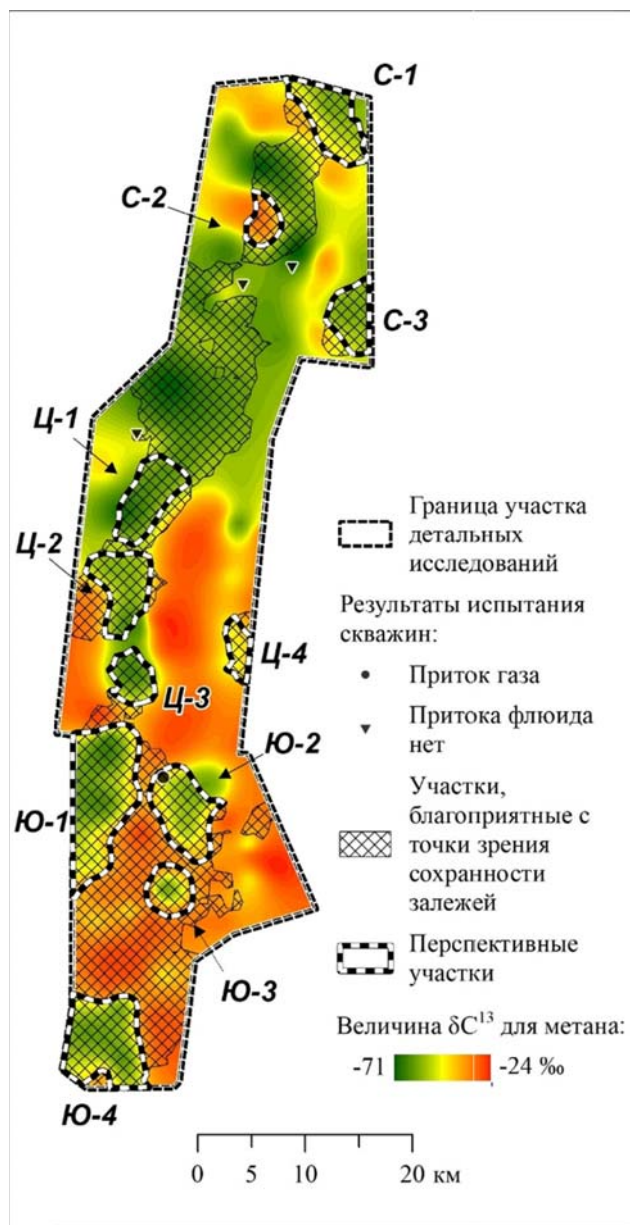 С-1
С-2
С-3
Ц-1
Ц-2
Ц-4
Ц-3
Ю-2
Ю-1
Ю-3
Ю-4
Граница участка
детальных
исследований
Результаты испытания
скважин:
Приток газа
Притока флюида
нет
Участки,
благоприятные с
точки зрения
сохранности
залежей
Перспективные
участки
Величина δС¹³ для метана:
-71 -24 ‰
0 5 10 20 км